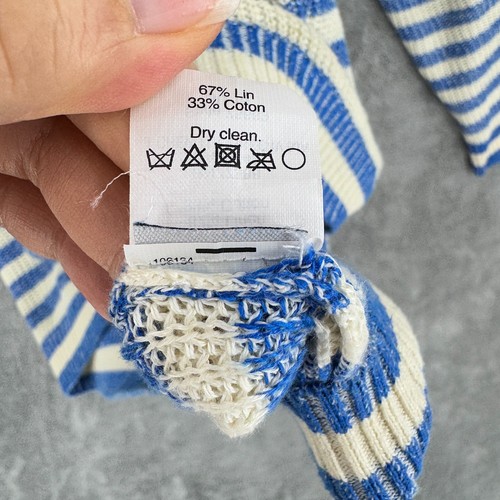 67% Lin
33% Coton
Dry clean.